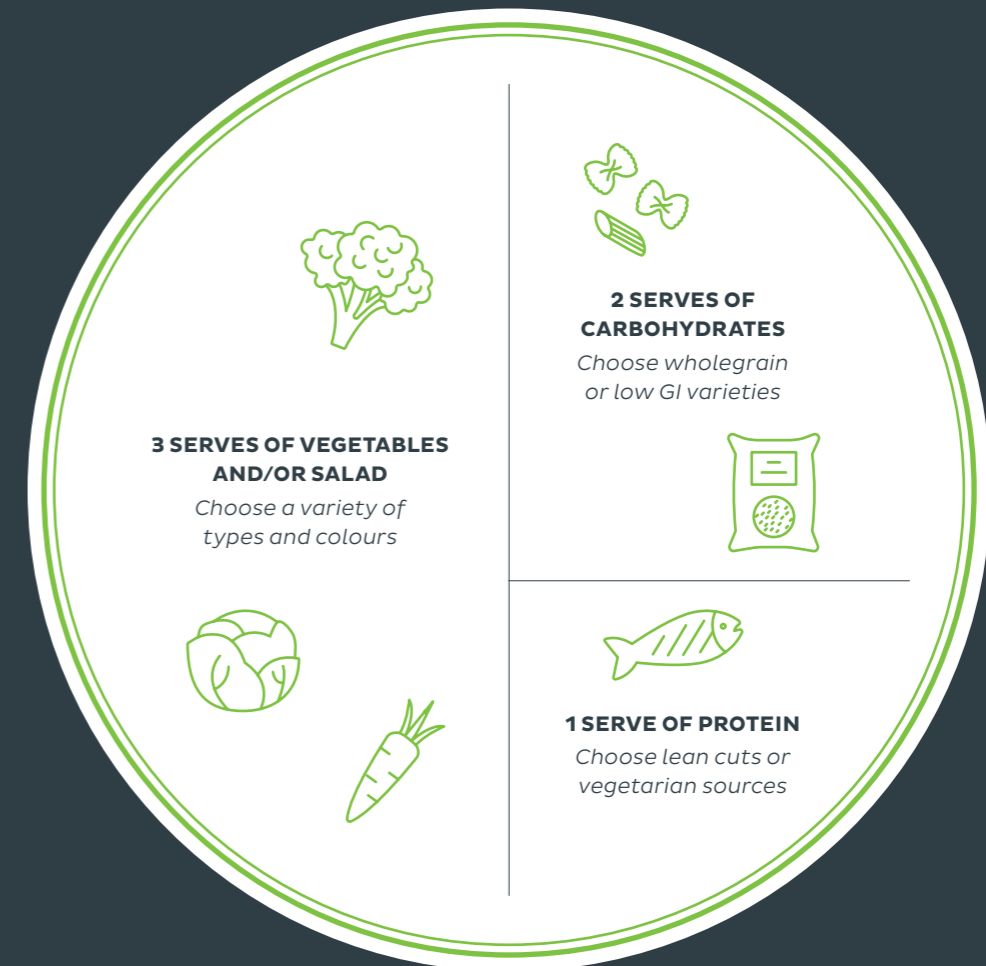 3 SERVES OF VEGETABLES
AND/OR SALAD
Choose a variety of
types and colours
2 SERVES OF
CARBOHYDRATES
Choose wholegrain
or low GI varieties
1 SERVE OF PROTEIN
Choose lean cuts or
vegetarian sources